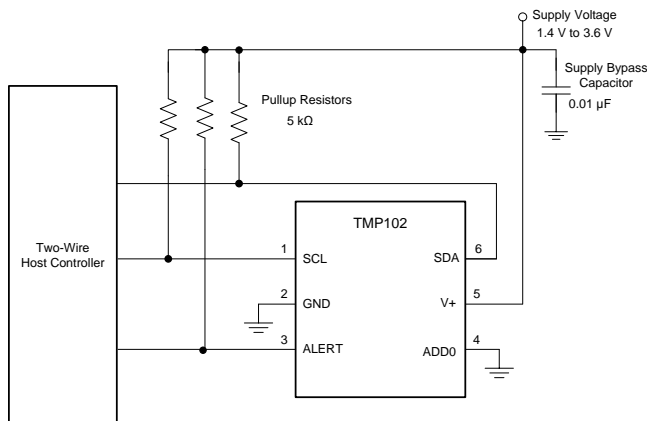 Supply Voltage
1.4 V to 3.6 V
Supply Bypass
Capacitor
0.01 µF
Pullup Resistors
5 kΩ
Two-Wire
Host Controller
TMP102
1
SCL
SDA
6
2
GND
V+
5
3
ALERT
ADD0
4